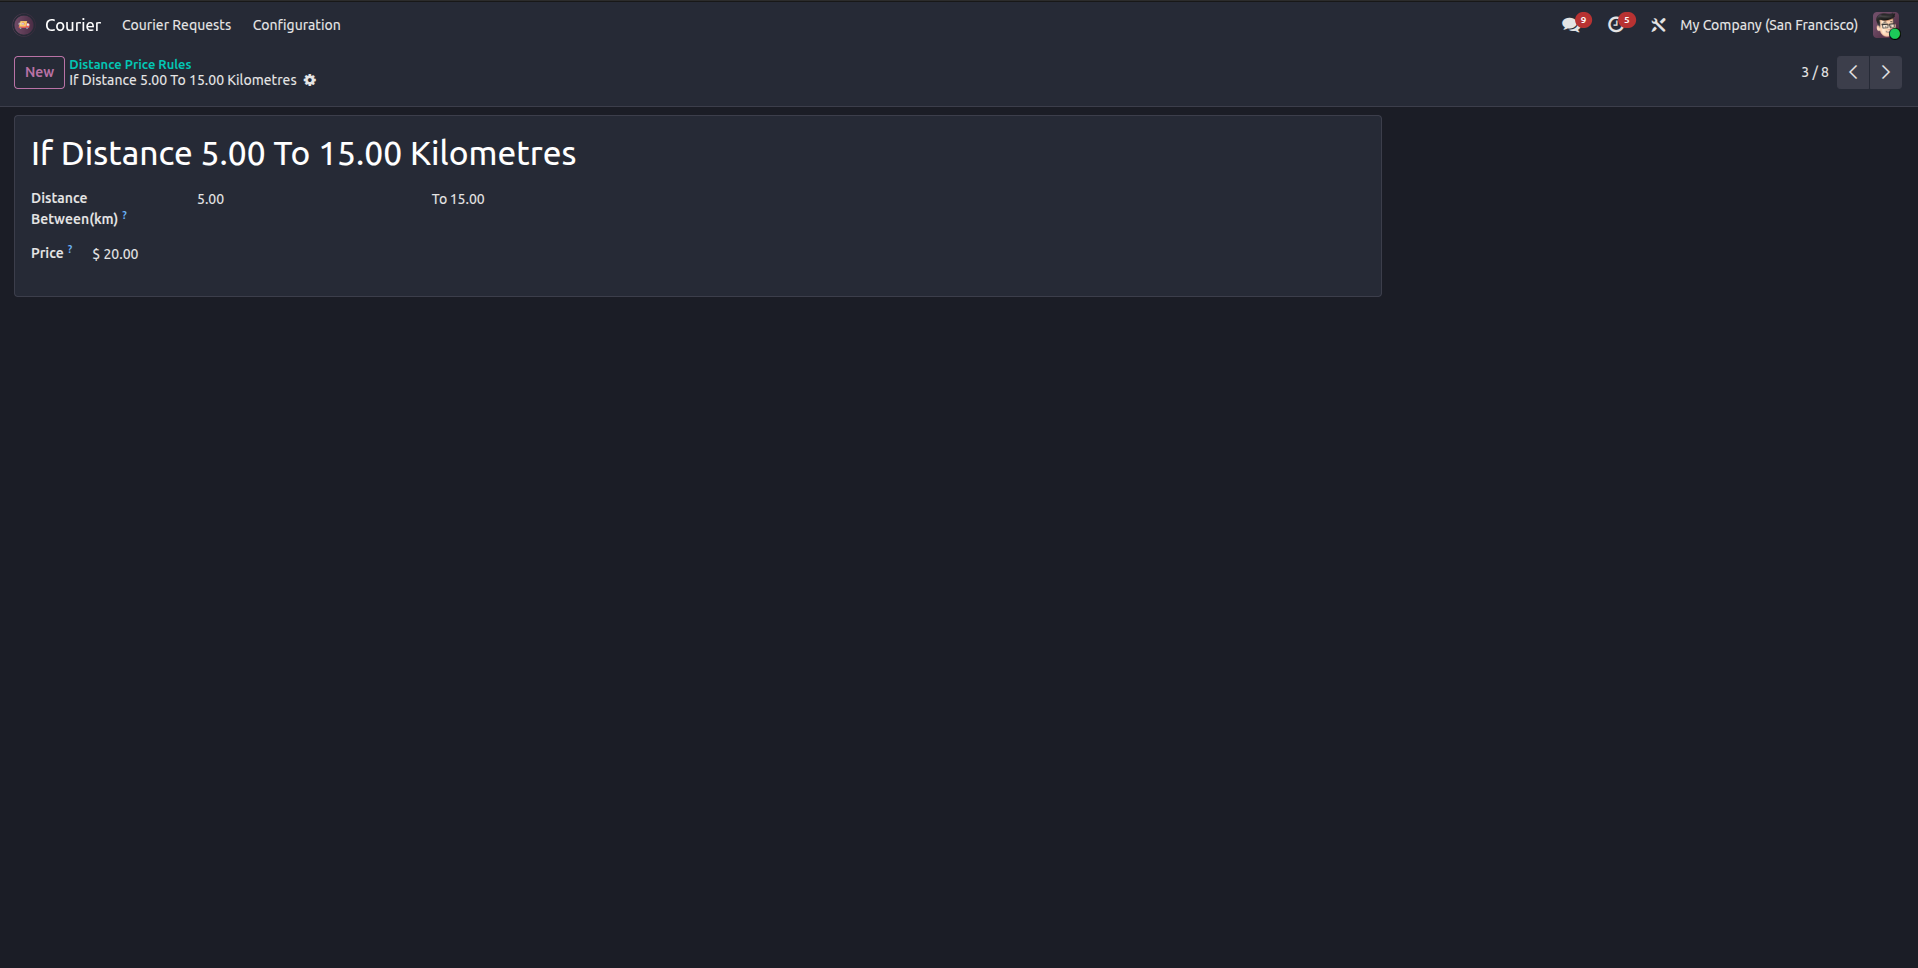 Courier Courier Requests Configuration 9 5 My Company (San Francisco)
New Distance Price Rules
If Distance 5.00 To 15.00 Kilometres
3 / 8
If Distance 5.00 To 15.00 Kilometres
Distance
Between(km) ? 5.00 To 15.00
Price ? $ 20.00